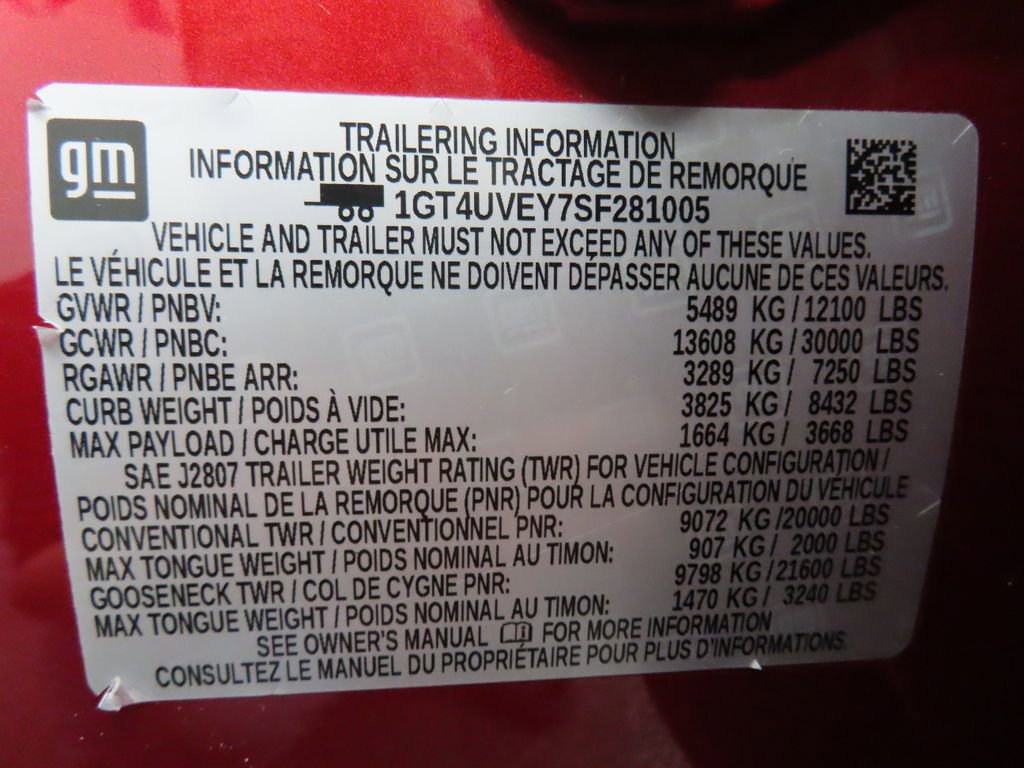 gm
TRAILERING INFORMATION
INFORMATION SUR LE TRACTAGE DE REMORQUE
1GT4UVEY7SF281005
VEHICLE AND TRAILER MUST NOT EXCEED ANY OF THESE VALUES.
LE VÉHICULE ET LA REMORQUE NE DOIVENT DÉPASSER AUCUNE DE CES VALEURS.
GVWR / PNBV: 5489 KG/12100 LBS
GCWR / PNBC: 13608 KG/30000 LBS
RGAWR / PNBE ARR: 3289 KG/ 7250 LBS
CURB WEIGHT / POIDS À VIDE: 3825 KG/ 8432 LBS
MAX PAYLOAD / CHARGE UTILE MAX: 1664 KG/ 3668 LBS
SAE J2807 TRAILER WEIGHT RATING (TWR) FOR VEHICLE CONFIGURATION /
POIDS NOMINAL DE LA REMORQUE (PNR) POUR LA CONFIGURATION DU VÉHICULE
CONVENTIONAL TWR / CONVENTIONNEL PNR: 9072 KG/20000 LBS
MAX TONGUE WEIGHT / POIDS NOMINAL AU TIMON: 907 KG/ 2000 LBS
GOOSENECK TWR / COL DE CYGNE PNR: 9798 KG/21600 LBS
MAX TONGUE WEIGHT / POIDS NOMINAL AU TIMON: 1470 KG/ 3240 LBS
SEE OWNER'S MANUAL FOR MORE INFORMATION
CONSULTEZ LE MANUEL DU PROPRIÉTAIRE POUR PLUS D'INFORMATIONS.